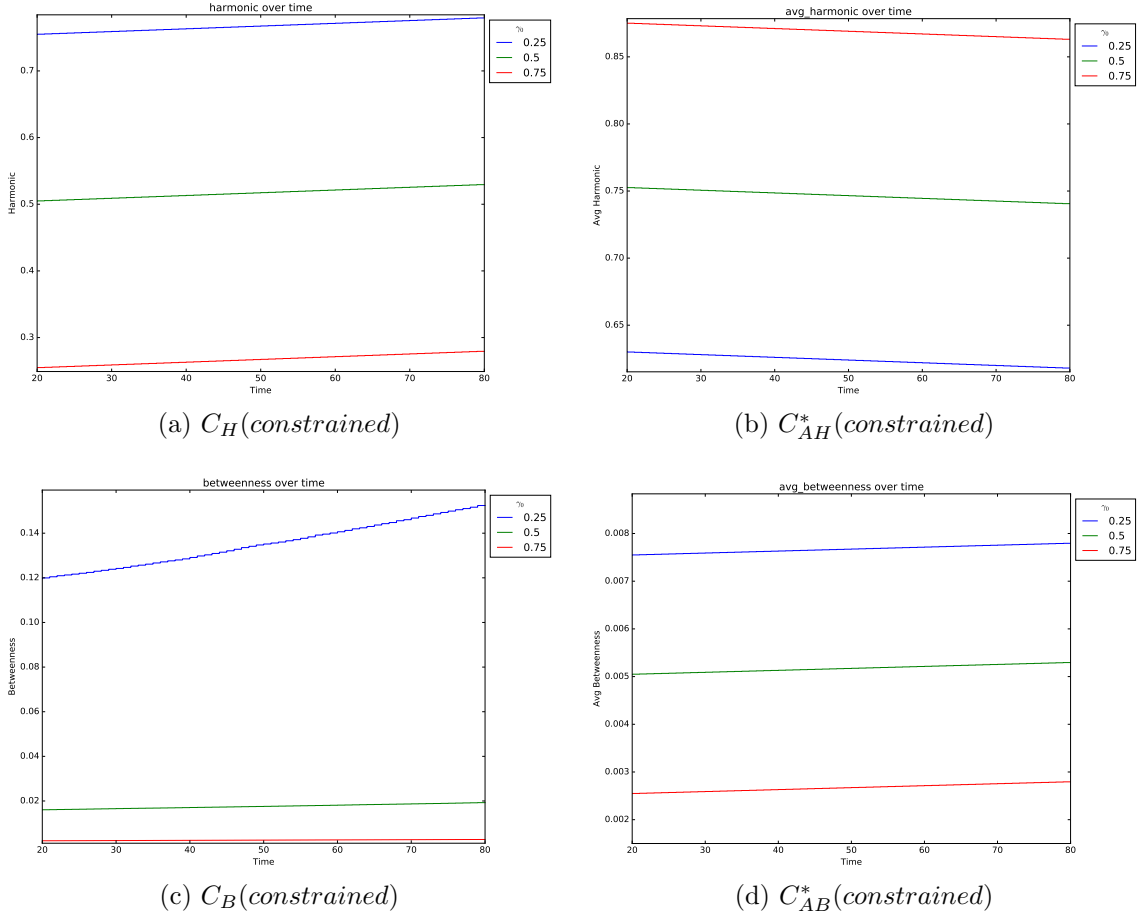 harmonic over time
Harmonic
0.7
0.6
0.5
0.4
0.3
20 30 40 50 60 70 80
Time
γ₀
0.25
0.5
0.75
(a) C_H(constrained)
avg_harmonic over time
Avg Harmonic
0.85
0.80
0.75
0.70
0.65
20 30 40 50 60 70 80
Time
γ₀
0.25
0.5
0.75
(b) C*_AH(constrained)
betweenness over time
Betweenness
0.14
0.12
0.10
0.08
0.06
0.04
0.02
20 30 40 50 60 70 80
Time
γ₀
0.25
0.5
0.75
(c) C_B(constrained)
avg_betweenness over time
Avg Betweenness
0.008
0.007
0.006
0.005
0.004
0.003
0.002
20 30 40 50 60 70 80
Time
γ₀
0.25
0.5
0.75
(d) C*_AB(constrained)